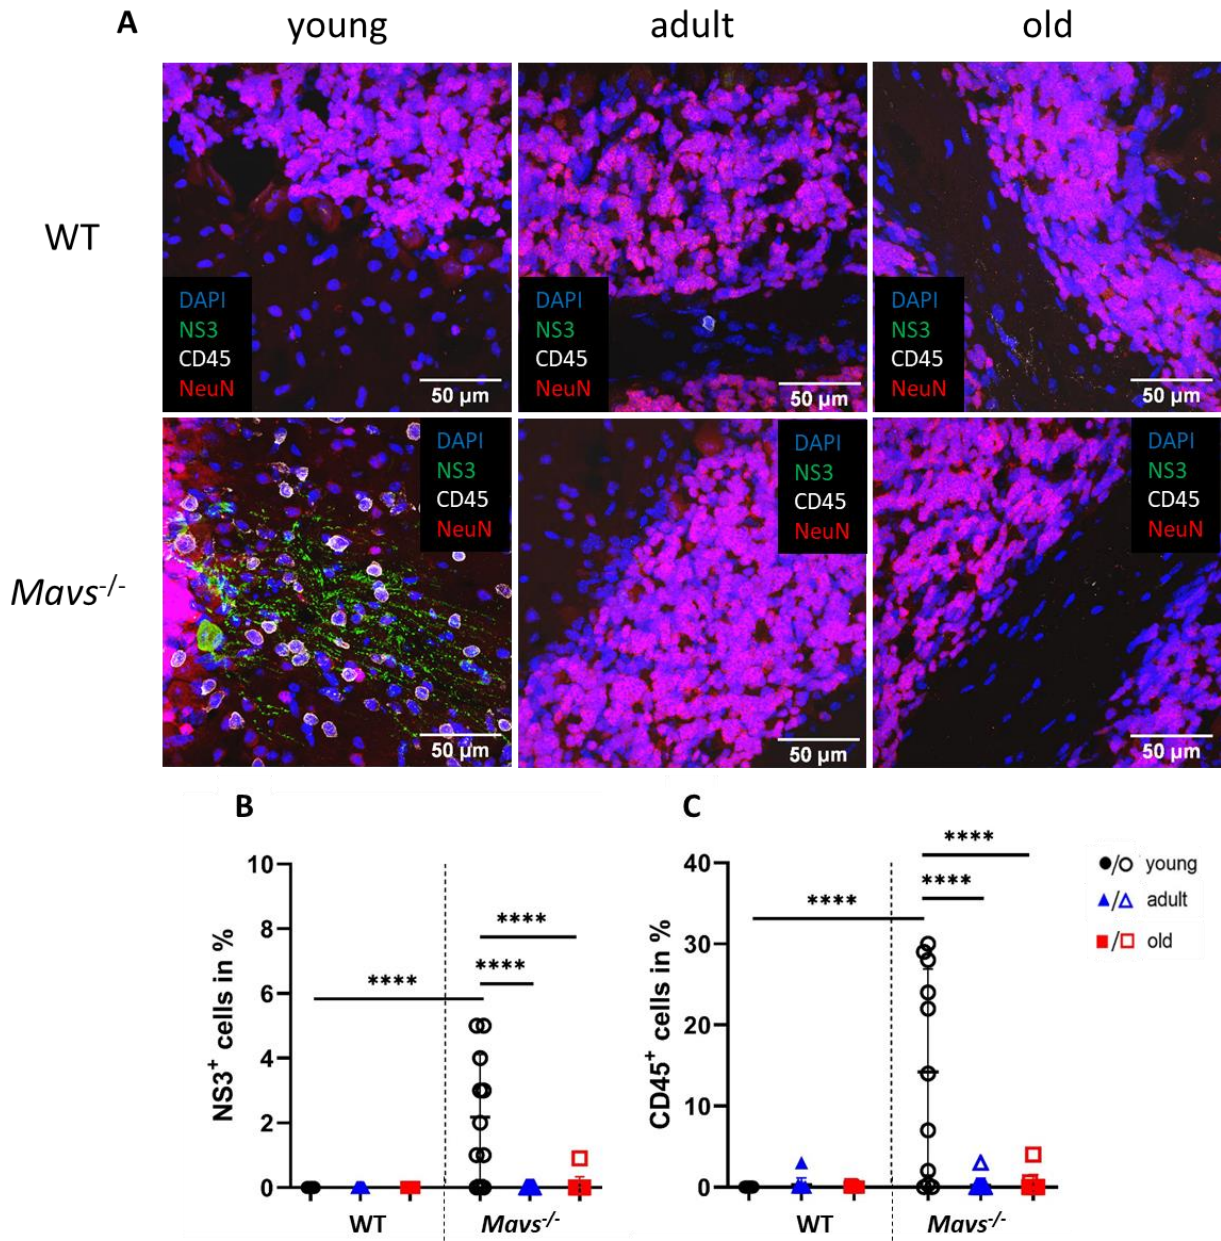 A
young adult old
WT
DAPI
NS3
CD45
NeuN
50 µm
DAPI
NS3
CD45
NeuN
50 µm
DAPI
NS3
CD45
NeuN
50 µm
Mavs-/-
DAPI
NS3
CD45
NeuN
50 µm
DAPI
NS3
CD45
NeuN
50 µm
DAPI
NS3
CD45
NeuN
50 µm
B
NS3+ cells in %
10
8
6
4
2
0
****
****
****
WT Mavs-/-
C
CD45+ cells in %
40
30
20
10
0
****
****
****
WT Mavs-/-
●/○ young
▲/△ adult
■/□ old